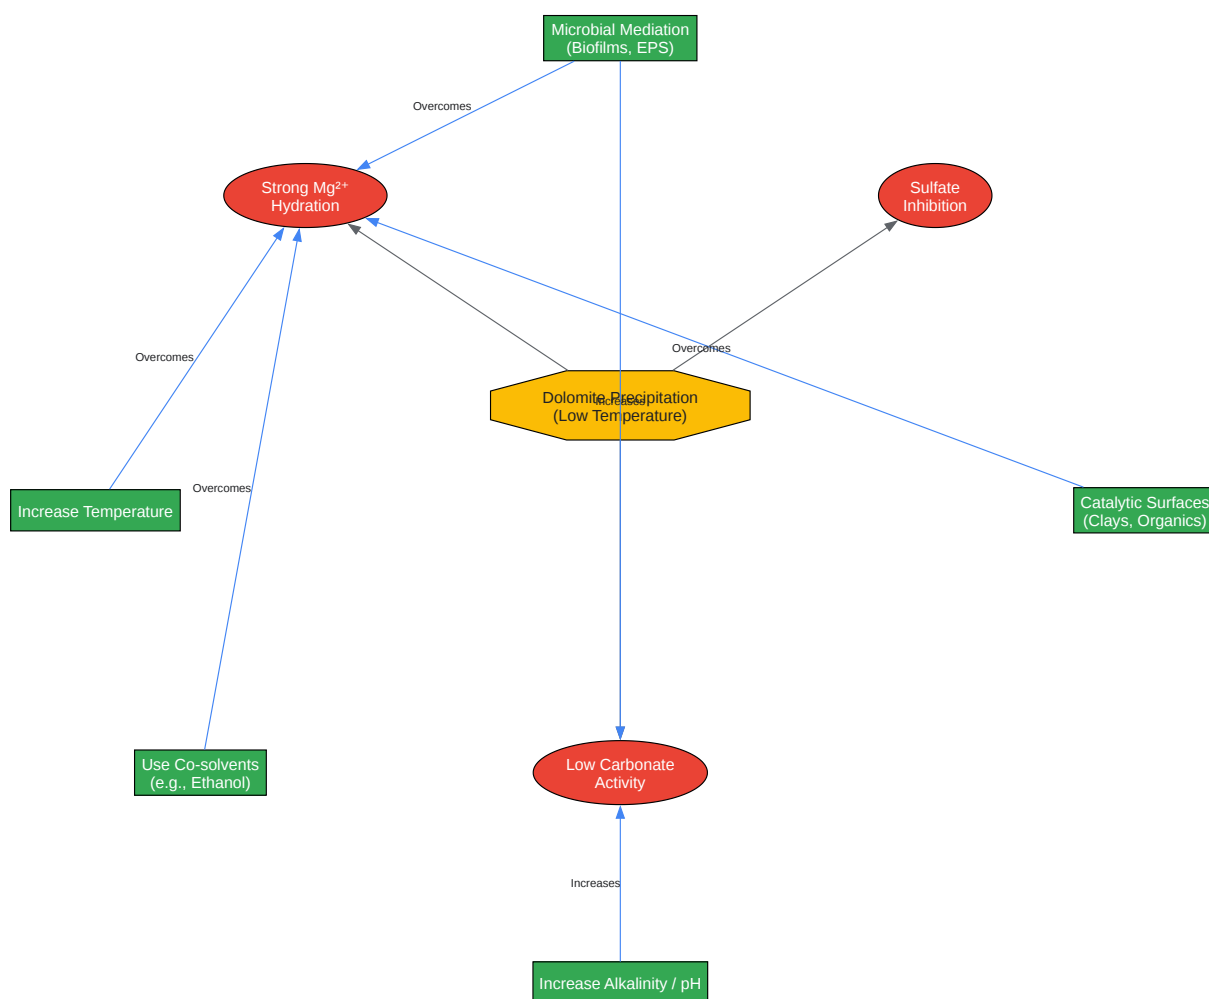 Microbial Mediation
(Biofilms, EPS)
Overcomes
Strong Mg²⁺
Hydration
Sulfate
Inhibition
Overcomes
Overcomes
Dolomite Precipitation
(Low Temperature)
Increases
Overcomes
Increase Temperature
Catalytic Surfaces
(Clays, Organics)
Use Co-solvents
(e.g., Ethanol)
Low Carbonate
Activity
Increases
Increase Alkalinity / pH